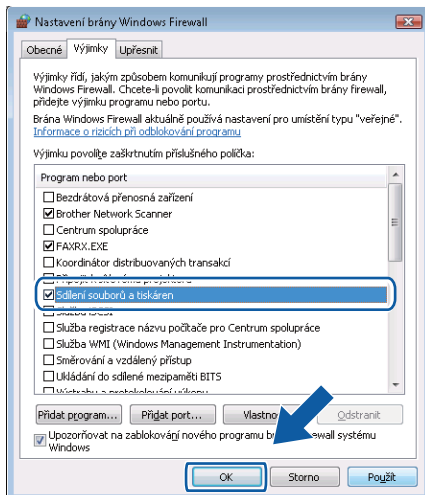 Nastavení brány Windows Firewall
Obecné Výjimky Upřesnit
Výjimky řídí, jakým způsobem komunikují programy prostřednictvím brány
Windows Firewall. Chcete-li povolit komunikaci prostřednictvím brány firewall,
přidejte výjimku programu nebo portu.
Brána Windows Firewall aktuálně používá nastavení pro umístění typu "veřejné".
Informace o rizicích při odblokování programu
Výjimku povolíte zaškrtnutím příslušného políčka:
Program nebo port
Bezdrátová přenosná zařízení
Brother Network Scanner
Centrum spolupráce
FAXRX.EXE
Koordinátor distribuovaných transakcí
Sdílení souborů a tiskáren
Služba iSCSI
Služba registrace názvu počítače pro Centrum spolupráce
Služba WMI (Windows Management Instrumentation)
Směrování a vzdálený přístup
Ukládání do sdílené mezipaměti BITS
Přidat program... Přidat port... Odstranit
Upozorňovat na zablokování nového programu systému
Windows
OK Storno Použít